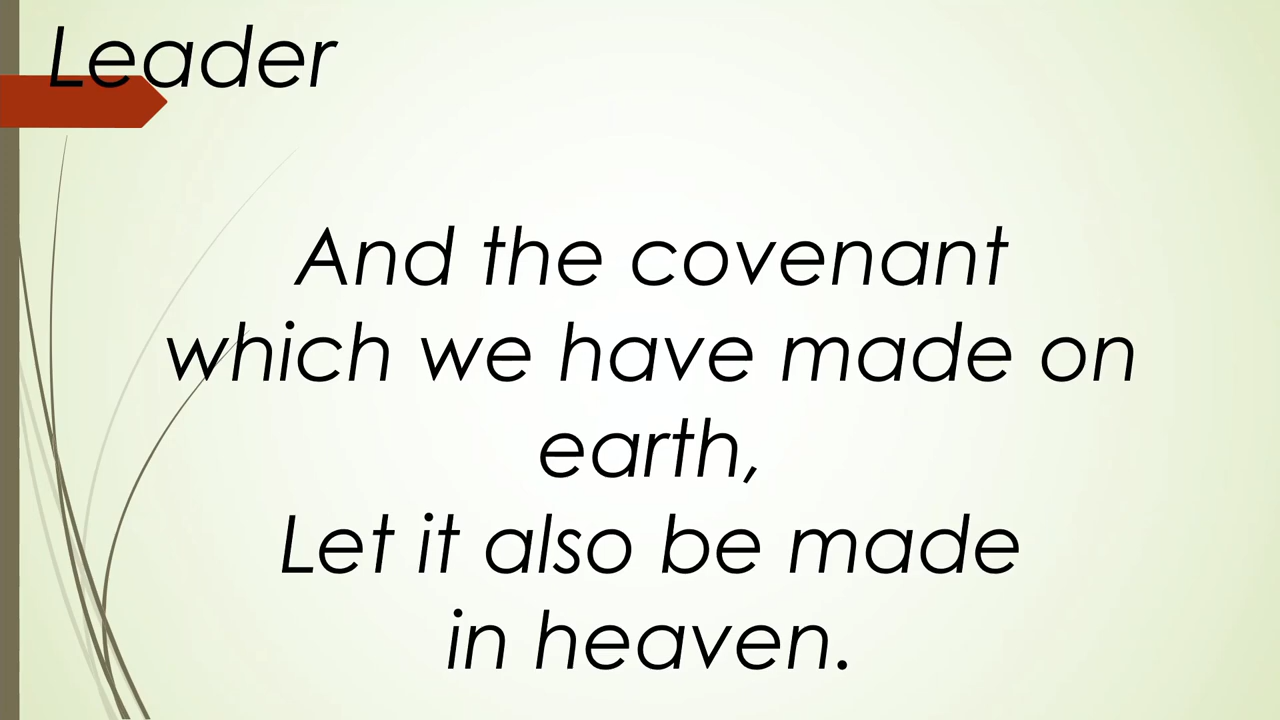 Leader
And the covenant
which we have made on
earth,
Let it also be made
in heaven.